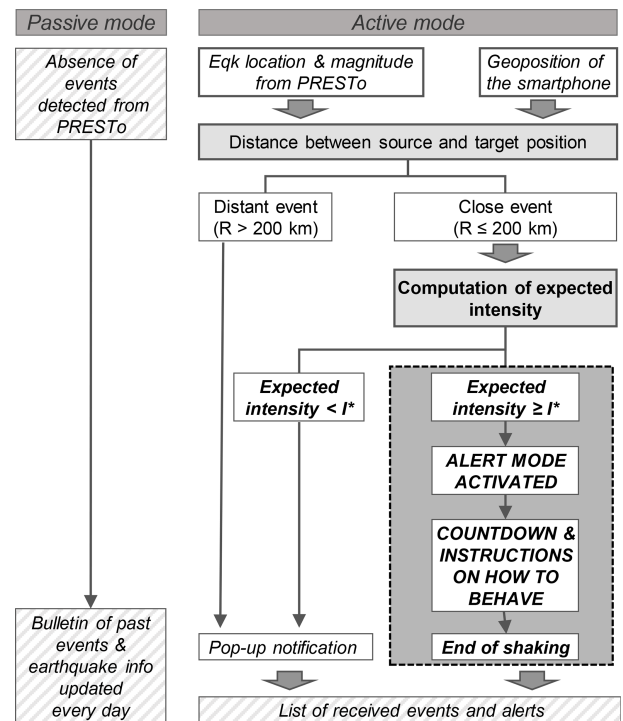 Passive mode
Active mode
Absence of
events
detected from
PRESTo
Eqk location & magnitude
from PRESTo
Geoposition of
the smartphone
Distance between source and target position
Distant event
(R > 200 km)
Close event
(R ≤ 200 km)
Computation of expected
intensity
Expected
intensity < I*
Expected
intensity ≥ I*
ALERT MODE
ACTIVATED
COUNTDOWN &
INSTRUCTIONS
ON HOW TO
BEHAVE
Bulletin of past
events &
earthquake info
updated
every day
Pop-up notification
End of shaking
List of received events and alerts